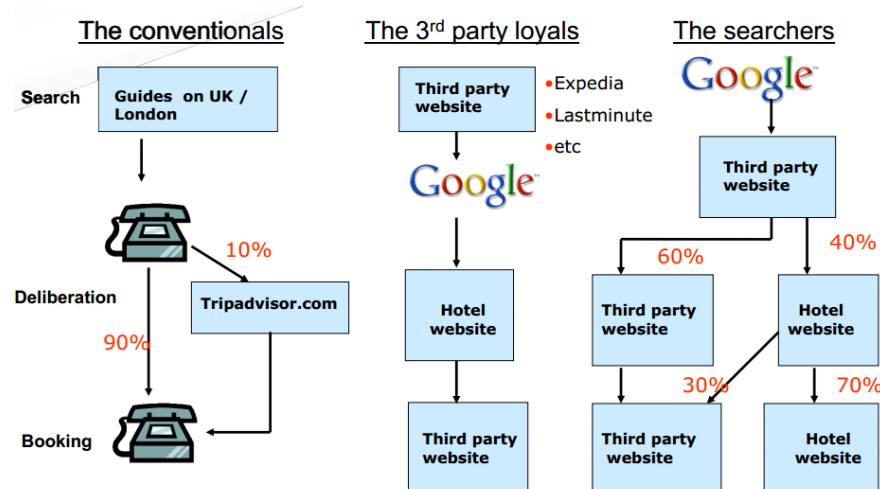 The conventionals
The 3rd party loyals
The searchers
Search
Guides on UK /
London
Third party
website
•Expedia
•Lastminute
•etc
Google™
Google™
Third party
website
10%
60%
40%
Deliberation
Tripadvisor.com
90%
Hotel
website
Third party
website
Hotel
website
30%
70%
Booking
Third party
website
Third party
website
Hotel
website